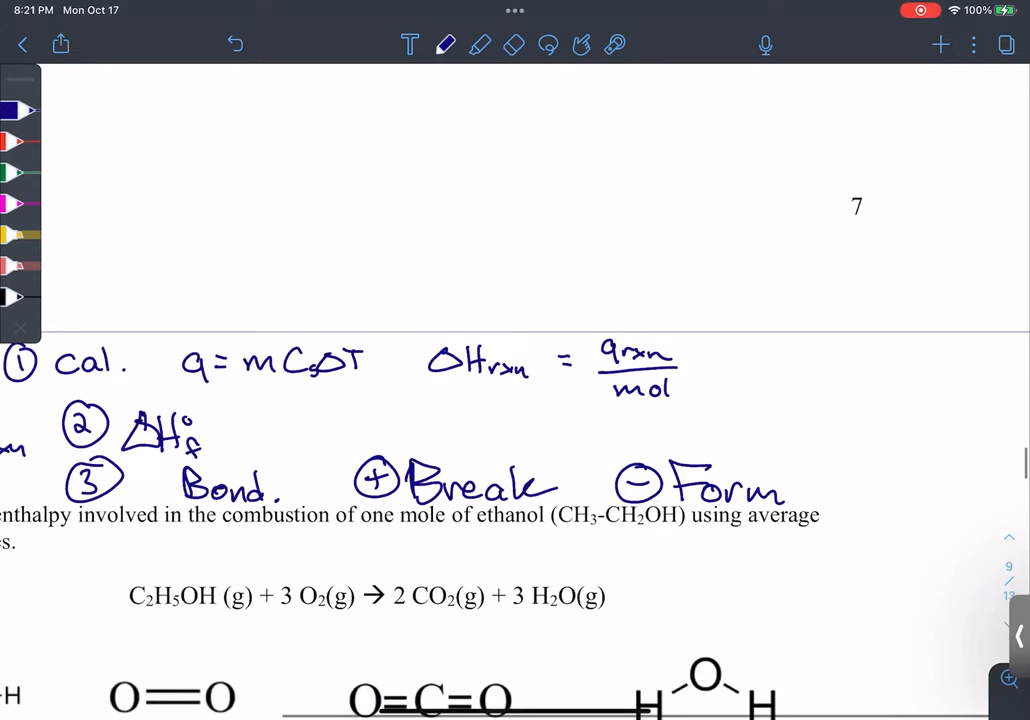 8:21 PM Mon Oct 17
100%
T
7
① cal. q = mCsΔT ΔHrxn = qrxn / mol
② ΔH°f
③ Bond. ⊕ Break ⊖ Form
enthalpy involved in the combustion of one mole of ethanol (CH₃-CH₂OH) using average
s.
C₂H₅OH (g) + 3 O₂(g) → 2 CO₂(g) + 3 H₂O(g)
9
/
13
-H O=O O=C=O H O H